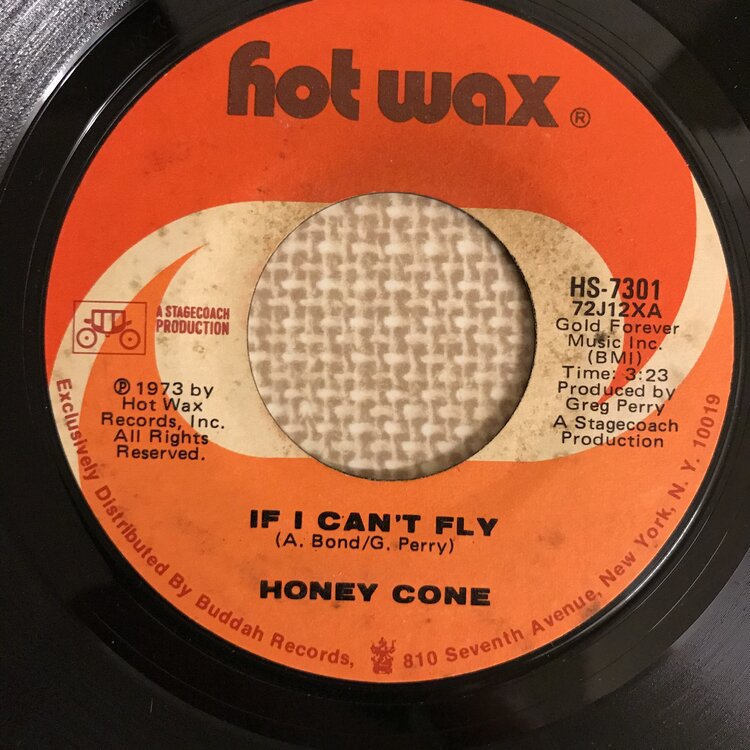 hot wax ®
A STAGECOACH
PRODUCTION
℗ 1973 by
Hot Wax
Records, Inc.
All Rights
Reserved.
HS-7301
72J12XA
Gold Forever
Music Inc.
(BMI)
Time: 3:23
Produced by
Greg Perry
A Stagecoach
Production
IF I CAN'T FLY
(A. Bond/G. Perry)
HONEY CONE
Exclusively Distributed By Buddah Records, 810 Seventh Avenue, New York, N. Y. 10019